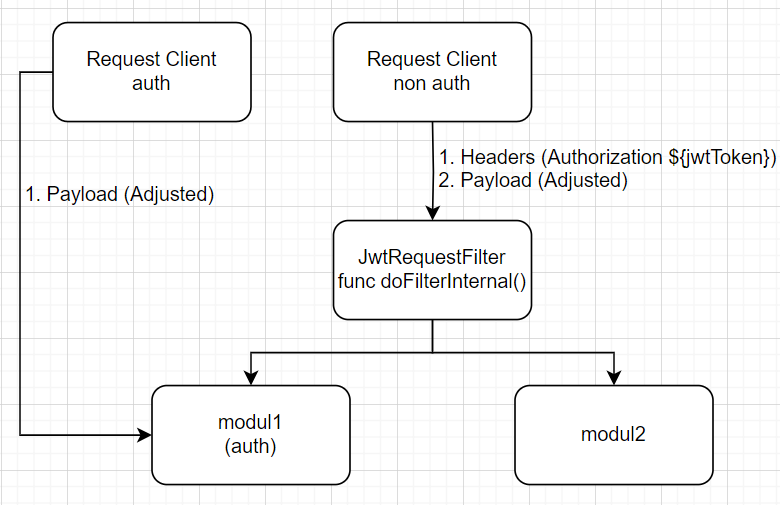 Request Client
auth
Request Client
non auth
1. Headers (Authorization ${jwtToken})
2. Payload (Adjusted)
1. Payload (Adjusted)
JwtRequestFilter
func doFilterInternal()
modul1
(auth)
modul2